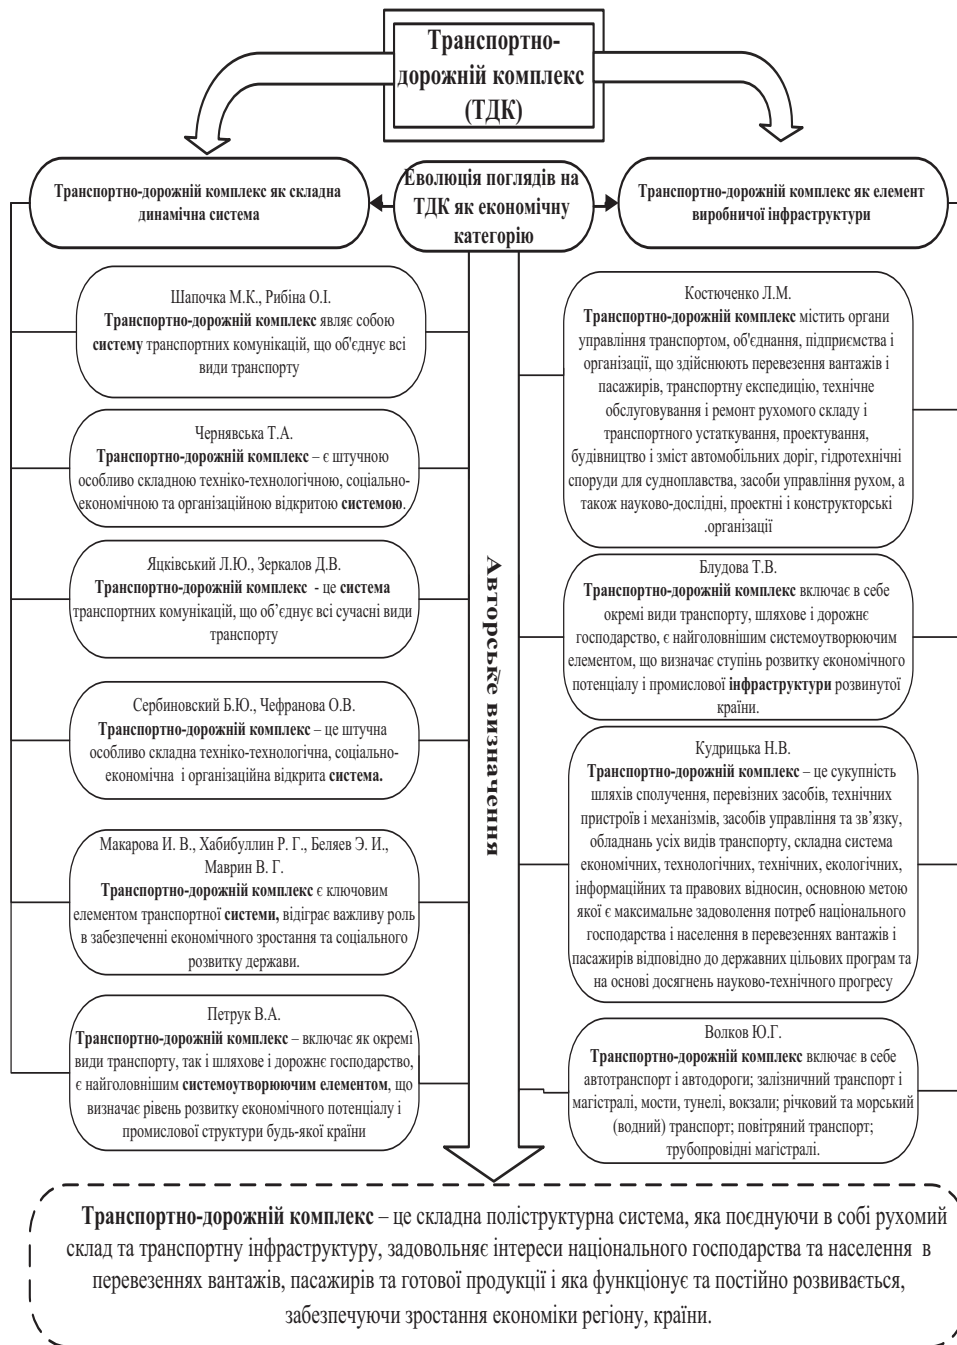 Транспортно-
дорожній комплекс
(ТДК)
Транспортно-дорожній комплекс як складна
динамічна система
Еволюція поглядів на
ТДК як економічну
категорію
Транспортно-дорожній комплекс як елемент
виробничої інфраструктури
Шапочка М.К., Рибіна О.І.
Транспортно-дорожній комплекс являє собою
систему транспортних комунікацій, що об'єднує всі
види транспорту
Чернявська Т.А.
Транспортно-дорожній комплекс – є штучною
особливо складною техніко-технологічною, соціально-
економічною та організаційною відкритою системою.
Яцківський Л.Ю., Зеркалов Д.В.
Транспортно-дорожній комплекс - це система
транспортних комунікацій, що об’єднує всі сучасні види
транспорту
Сербиновский Б.Ю., Чефранова О.В.
Транспортно-дорожній комплекс – це штучна
особливо складна техніко-технологічна, соціально-
економічна і організаційна відкрита система.
Макарова И. В., Хабибуллин Р. Г., Беляев Э. И.,
Маврин В. Г.
Транспортно-дорожній комплекс є ключовим
елементом транспортної системи, відіграє важливу роль
в забезпеченні економічного зростання та соціального
розвитку держави.
Петрук В.А.
Транспортно-дорожній комплекс – включає як окремі
види транспорту, так і шляхове і дорожнє господарство,
є найголовнішим системоутворюючим елементом, що
визначає рівень розвитку економічного потенціалу і
промислової структури будь-якої країни
Авторське визначення
Костюченко Л.М.
Транспортно-дорожній комплекс містить органи
управління транспортом, об'єднання, підприємства і
організації, що здійснюють перевезення вантажів і
пасажирів, транспортну експедицію, технічне
обслуговування і ремонт рухомого складу і
транспортного устаткування, проектування,
будівництво і зміст автомобільних доріг, гідротехнічні
споруди для судноплавства, засоби управління рухом, а
також науково-дослідні, проектні і конструкторські
.організації
Блудова Т.В.
Транспортно-дорожній комплекс включає в себе
окремі види транспорту, шляхове и дорожнє
господарство, є найголовнішим системоутворюючим
елементом, що визначає ступінь розвитку економічного
потенціалу і промислової інфраструктури розвинутої
країни.
Кудрицька Н.В.
Транспортно-дорожній комплекс – це сукупність
шляхів сполучення, перевізних засобів, технічних
пристроїв і механізмів, засобів управління та зв’язку,
обладнань усіх видів транспорту, складна система
економічних, технологічних, технічних, екологічних,
інформаційних та правових відносин, основною метою
якої є максимальне задоволення потреб національного
господарства і населення в перевезеннях вантажів і
пасажирів відповідно до державних цільових програм та
на основі досягнень науково-технічного прогресу
Волков Ю.Г.
Транспортно-дорожній комплекс включає в себе
автотранспорт і автодороги; залізничний транспорт і
магістралі, мости, тунелі, вокзали; річковий та морський
(водний) транспорт; повітряний транспорт;
трубопровідні магістралі.
Транспортно-дорожній комплекс – це складна поліструктурна система, яка поєднуючи в собі рухомий
склад та транспортну інфраструктуру, задовольняє інтереси національного господарства та населення в
перевезеннях вантажів, пасажирів та готової продукції і яка функціонує та постійно розвивається,
забезпечуючи зростання економіки регіону, країни.